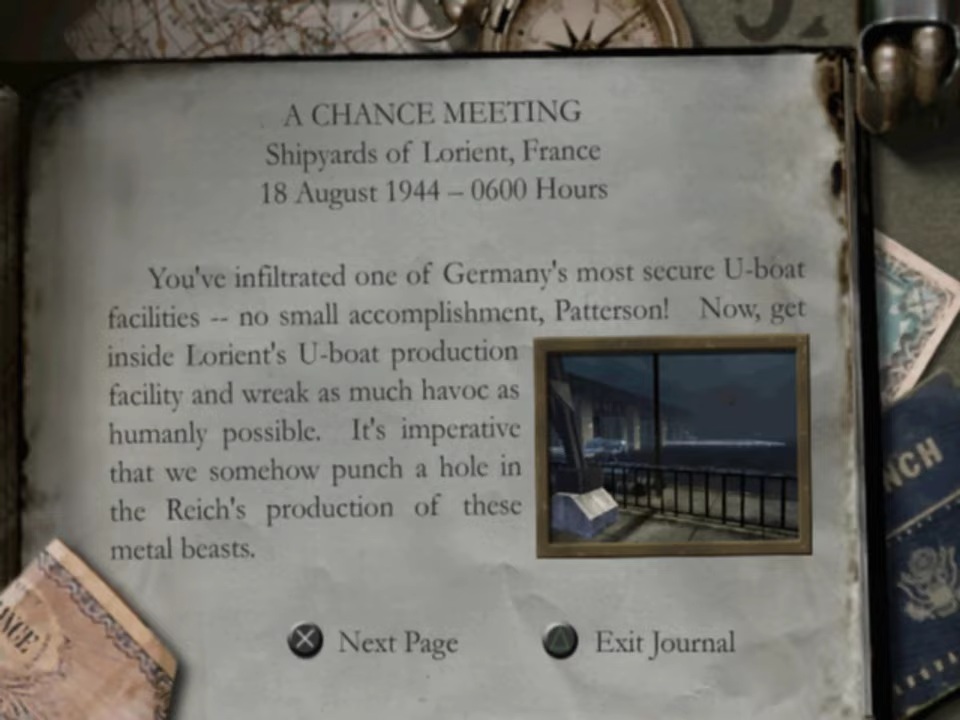 A CHANCE MEETING
Shipyards of Lorient, France
18 August 1944 – 0600 Hours
You've infiltrated one of Germany's most secure U-boat
facilities -- no small accomplishment, Patterson! Now, get
inside Lorient's U-boat production
facility and wreak as much havoc as
humanly possible. It's imperative
that we somehow punch a hole in
the Reich's production of these
metal beasts.
Next Page
Exit Journal